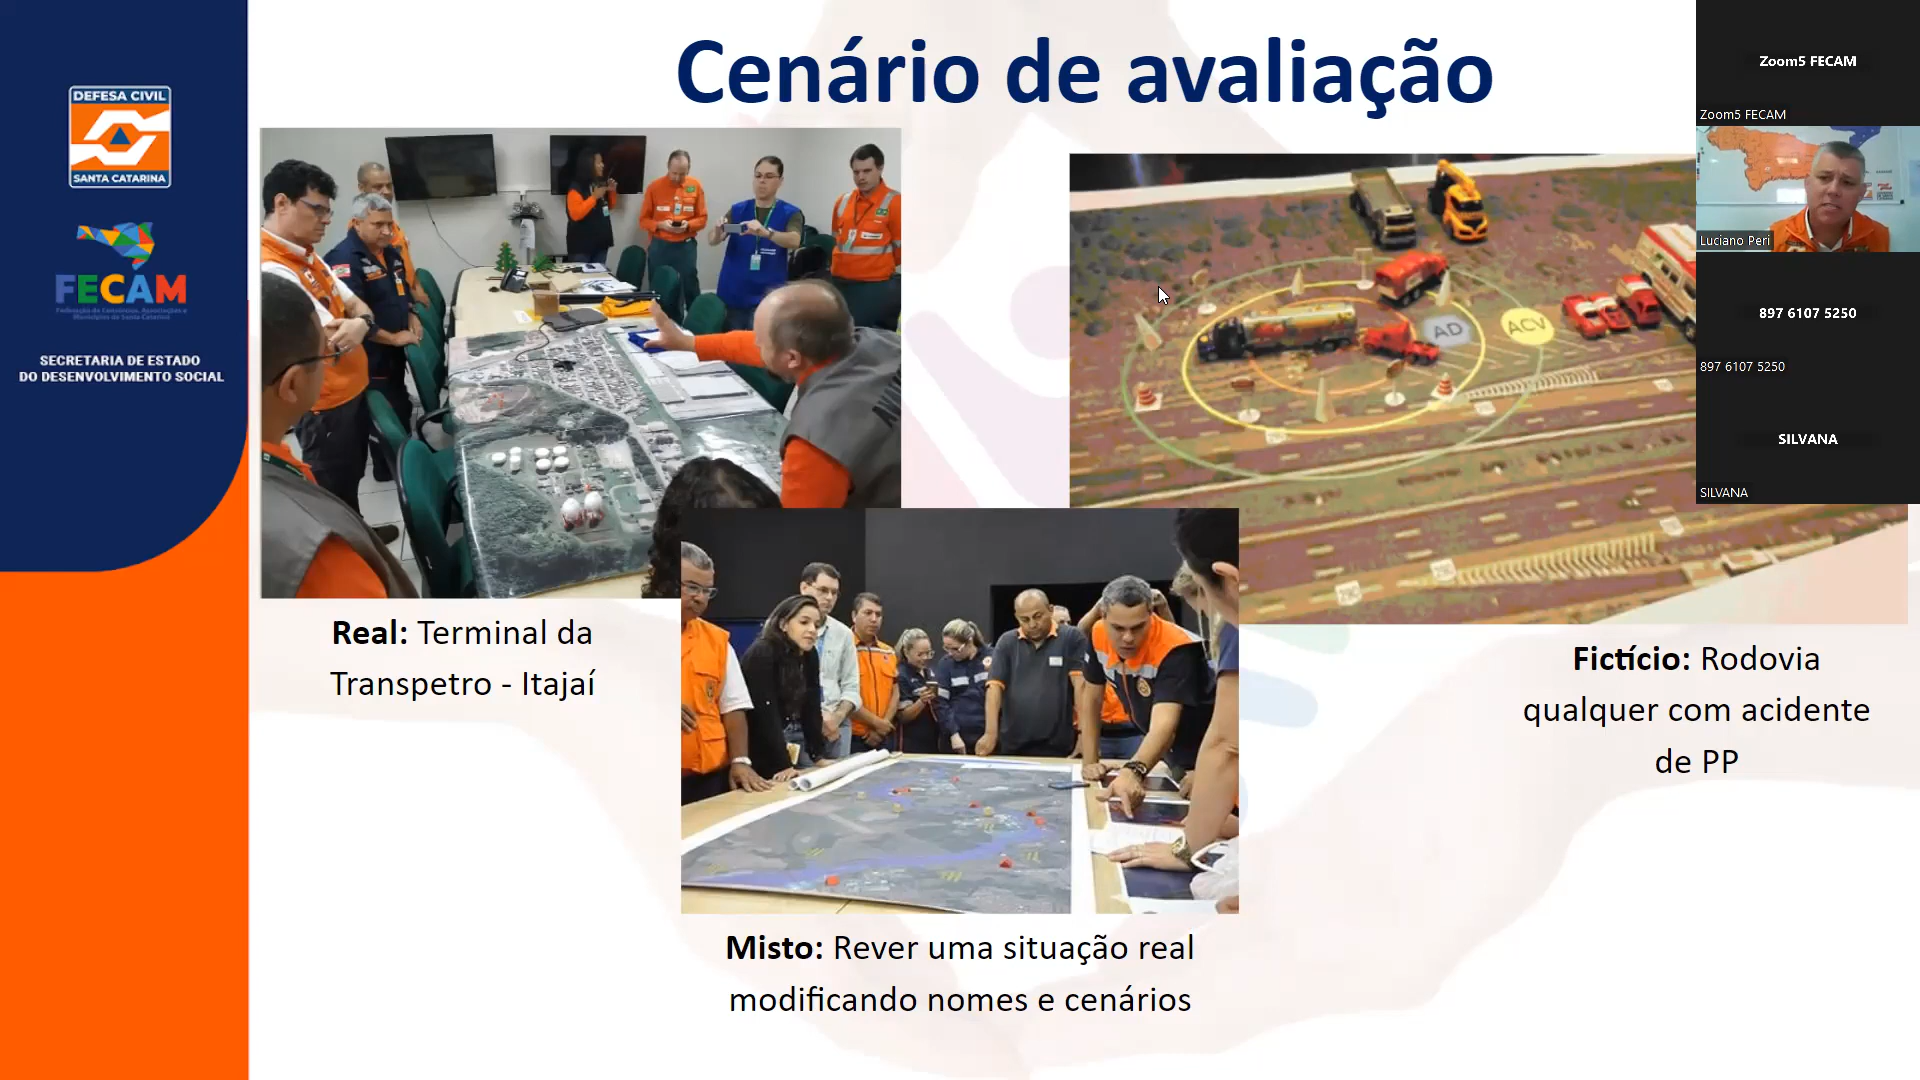 Cenário de avaliação
DEFESA CIVIL
SANTA CATARINA
FECAM
SECRETARIA DE ESTADO
DO DESENVOLVIMENTO SOCIAL
AD
ACV
Real: Terminal da
Transpetro - Itajaí
Misto: Rever uma situação real
modificando nomes e cenários
Fictício: Rodovia
qualquer com acidente
de PP
Zoom5 FECAM
Zoom5 FECAM
Luciano Peri
897 6107 5250
897 6107 5250
SILVANA
SILVANA